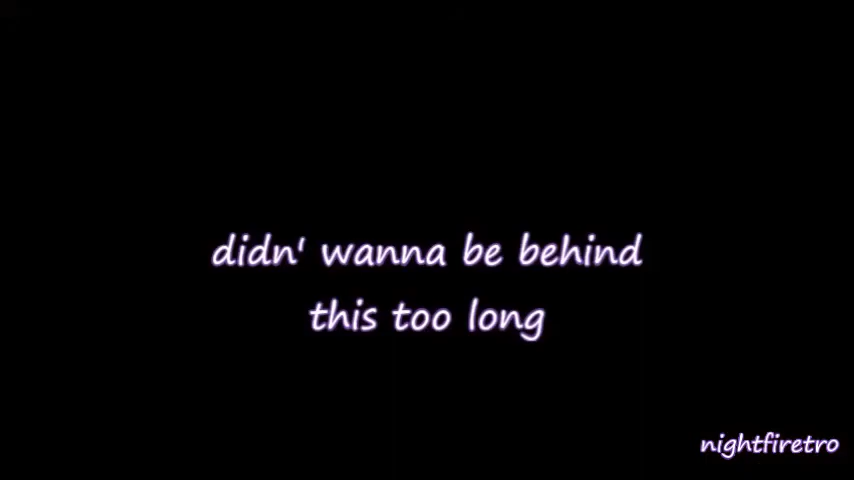 didn' wanna be behind
this too long
nightfiretro